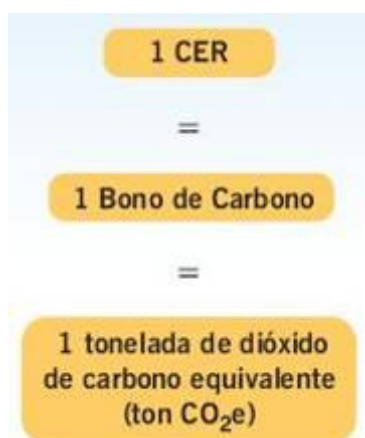 1 CER
=
1 Bono de Carbono
=
1 tonelada de dióxido
de carbono equivalente
(ton CO₂e)